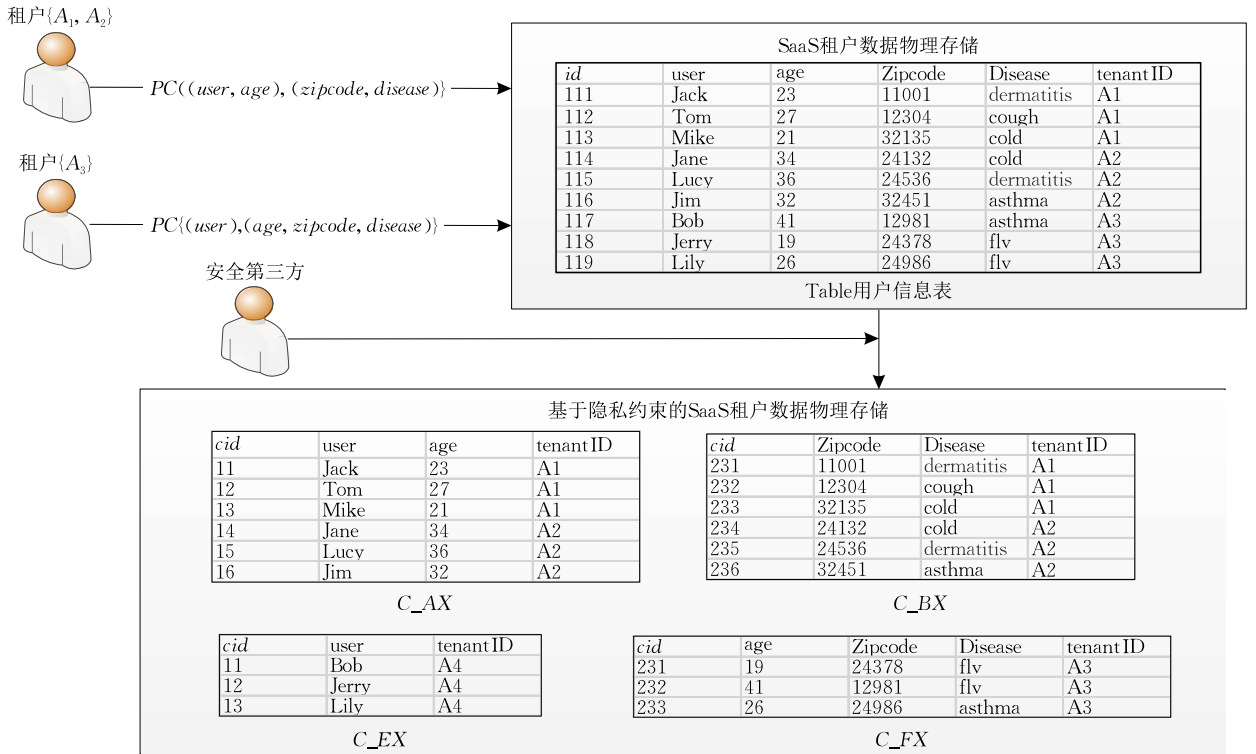 租户{A1, A2}
PC((user, age), (zipcode, disease)}
租户{A3}
PC{(user),(age, zipcode, disease)}
安全第三方
SaaS租户数据物理存储
id user age Zipcode Disease tenantID
111 Jack 23 11001 dermatitis A1
112 Tom 27 12304 cough A1
113 Mike 21 32135 cold A1
114 Jane 34 24132 cold A2
115 Lucy 36 24536 dermatitis A2
116 Jim 32 32451 asthma A2
117 Bob 41 12981 asthma A3
118 Jerry 19 24378 flv A3
119 Lily 26 24986 flv A3
Table用户信息表
基于隐私约束的SaaS租户数据物理存储
cid user age tenantID
11 Jack 23 A1
12 Tom 27 A1
13 Mike 21 A1
14 Jane 34 A2
15 Lucy 36 A2
16 Jim 32 A2
C_AX
cid Zipcode Disease tenantID
231 11001 dermatitis A1
232 12304 cough A1
233 32135 cold A1
234 24132 cold A2
235 24536 dermatitis A2
236 32451 asthma A2
C_BX
cid user tenantID
11 Bob A4
12 Jerry A4
13 Lily A4
C_EX
cid age Zipcode Disease tenantID
231 19 24378 flv A3
232 41 12981 flv A3
233 26 24986 asthma A3
C_FX